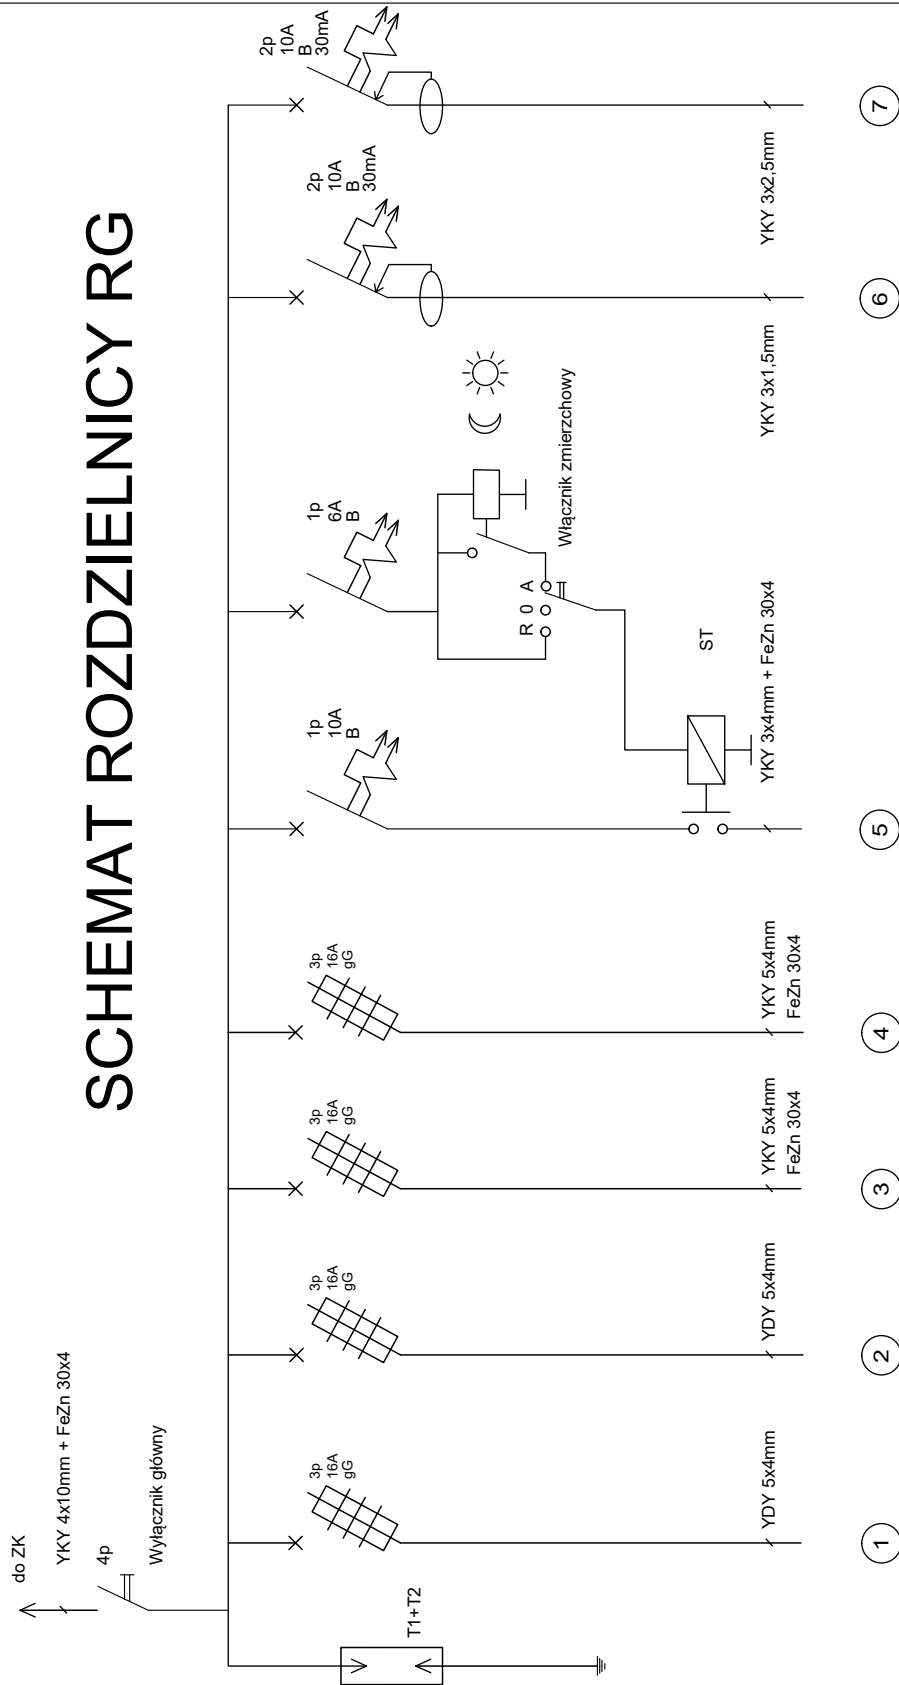 SCHEMAT ROZDZIELNICY RG
do ZK
YKY 4x10mm + FeZn 30x4
4p
Wyłącznik główny
T1+T2
3p
16A
gG
YDY 5x4mm
1
3p
16A
gG
YDY 5x4mm
2
3p
16A
gG
YKY 5x4mm
FeZn 30x4
3
3p
16A
gG
YKY 5x4mm
FeZn 30x4
4
1p
10A
B
YKY 3x4mm + FeZn 30x4
5
1p
6A
B
R 0 A
Włącznik zmierzchowy
ST
2p
10A
B
30mA
YKY 3x1,5mm
6
2p
10A
B
30mA
YKY 3x2,5mm
7